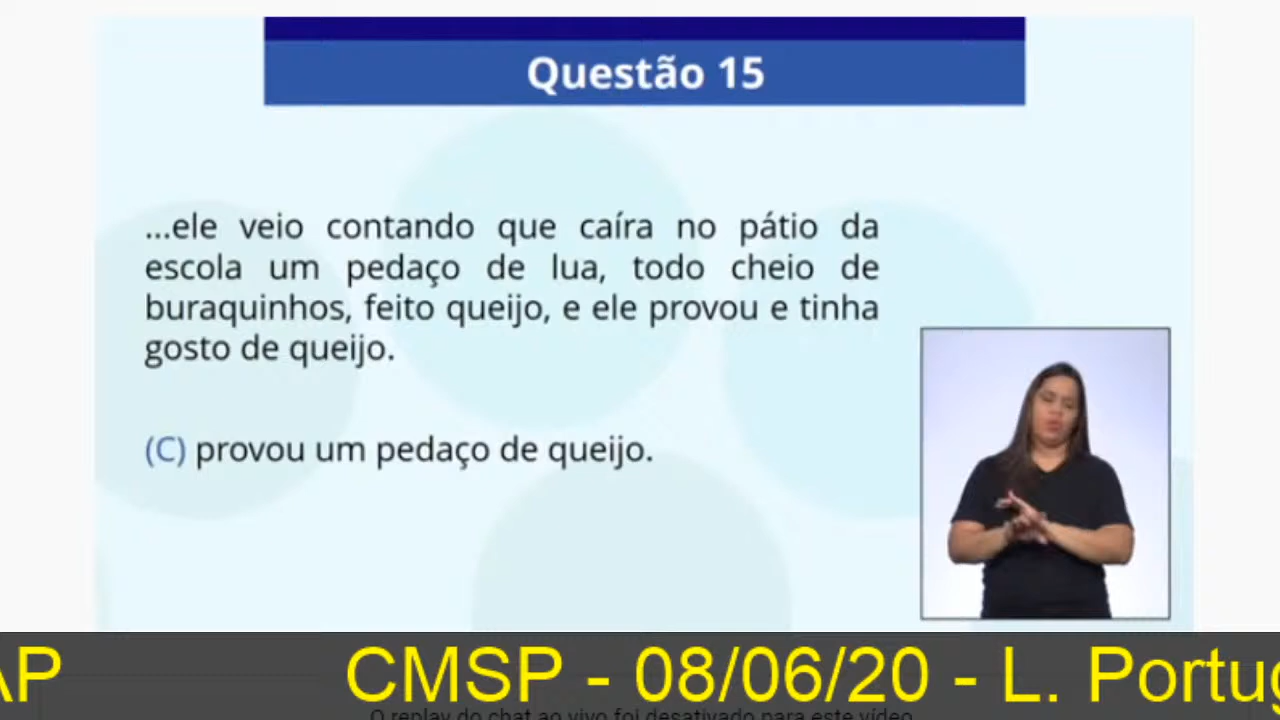 Questão 15
...ele veio contando que caíra no pátio da
escola um pedaço de lua, todo cheio de
buraquinhos, feito queijo, e ele provou e tinha
gosto de queijo.
(C) provou um pedaço de queijo.
AP CMSP - 08/06/20 - L. Portug
O replay do chat ao vivo foi desativado para este vídeo.